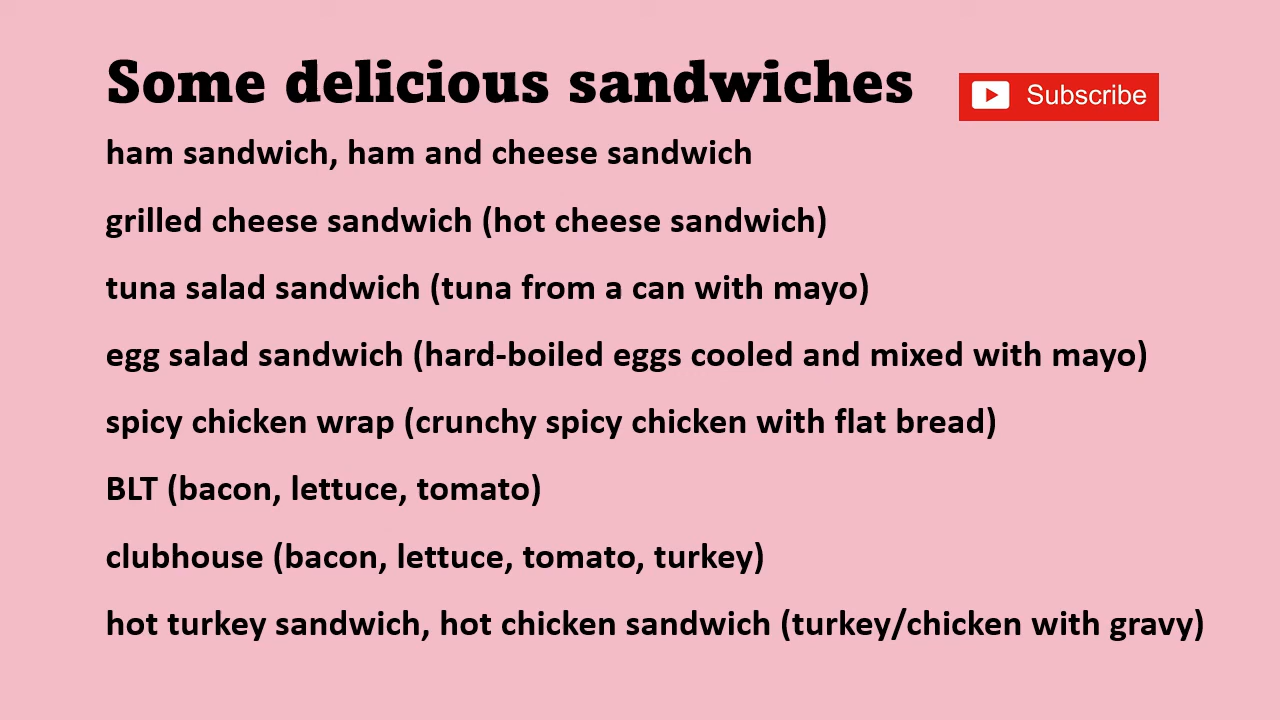 Some delicious sandwiches
Subscribe
ham sandwich, ham and cheese sandwich
grilled cheese sandwich (hot cheese sandwich)
tuna salad sandwich (tuna from a can with mayo)
egg salad sandwich (hard-boiled eggs cooled and mixed with mayo)
spicy chicken wrap (crunchy spicy chicken with flat bread)
BLT (bacon, lettuce, tomato)
clubhouse (bacon, lettuce, tomato, turkey)
hot turkey sandwich, hot chicken sandwich (turkey/chicken with gravy)